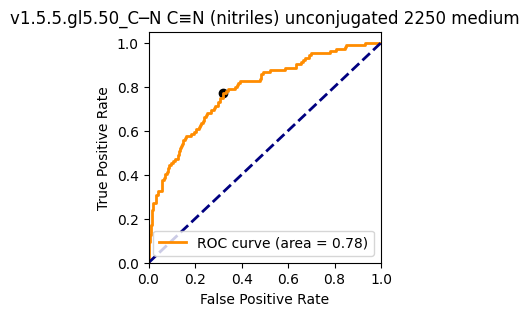 v1.5.5.gl5.50_C─N C≡N (nitriles) unconjugated 2250 medium
1.0
0.8
0.6
0.4
0.2
0.0
True Positive Rate
ROC curve (area = 0.78)
0.0 0.2 0.4 0.6 0.8 1.0
False Positive Rate